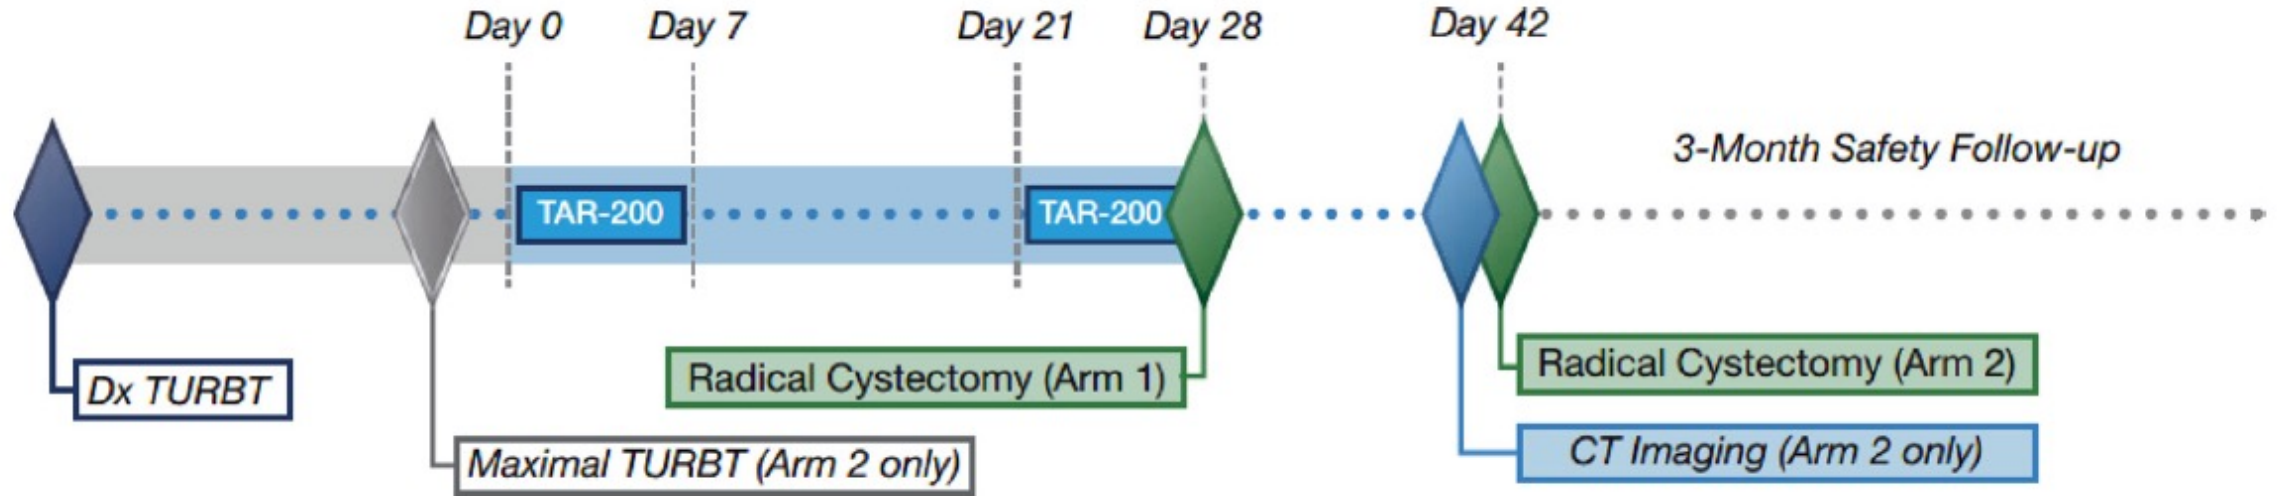 Day 0
Day 7
Day 21
Day 28
Day 42
3-Month Safety Follow-up
TAR-200
TAR-200
Radical Cystectomy (Arm 1)
Radical Cystectomy (Arm 2)
Dx TURBT
Maximal TURBT (Arm 2 only)
CT Imaging (Arm 2 only)